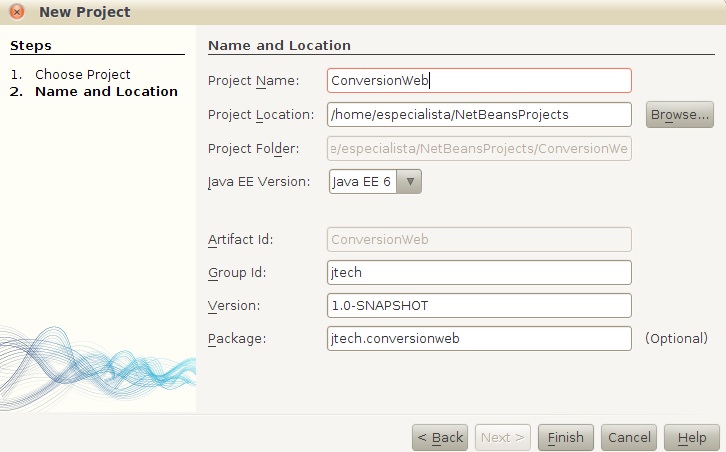 New Project
Steps
1. Choose Project
2. Name and Location
Name and Location
Project Name: ConversionWeb
Project Location: /home/especialista/NetBeansProjects Browse...
Project Folder: e/especialista/NetBeansProjects/ConversionWe
Java EE Version: Java EE 6
Artifact Id: ConversionWeb
Group Id: jtech
Version: 1.0-SNAPSHOT
Package: jtech.conversionweb (Optional)
< Back Next > Finish Cancel Help